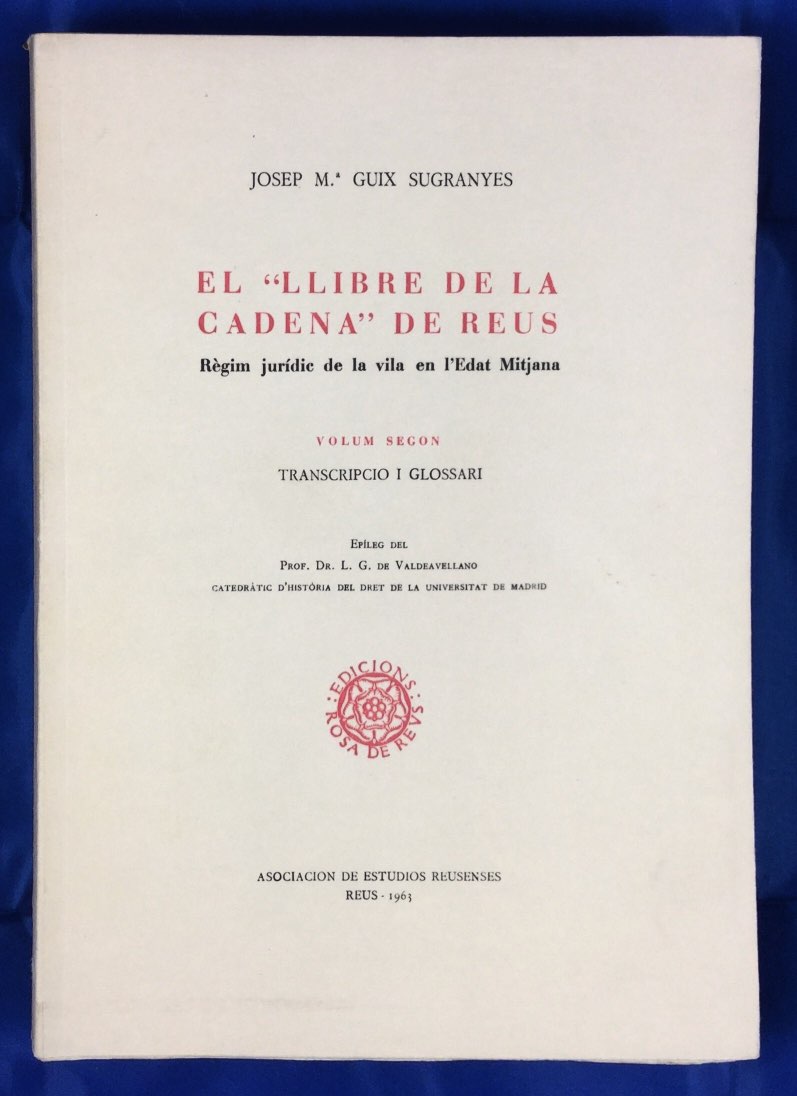 JOSEP M.ª GUIX SUGRANYES
EL “LLIBRE DE LA
CADENA” DE REUS
Règim jurídic de la vila en l’Edat Mitjana
VOLUM SEGON
TRANSCRIPCIO I GLOSSARI
EPÍLEG DEL
PROF. DR. L. G. DE VALDEAVELLANO
CATEDRÀTIC D’HISTÓRIA DEL DRET DE LA UNIVERSITAT DE MADRID
: EDICIONS :
ROSA DE REVS
ASOCIACION DE ESTUDIOS REUSENSES
REUS - 1963